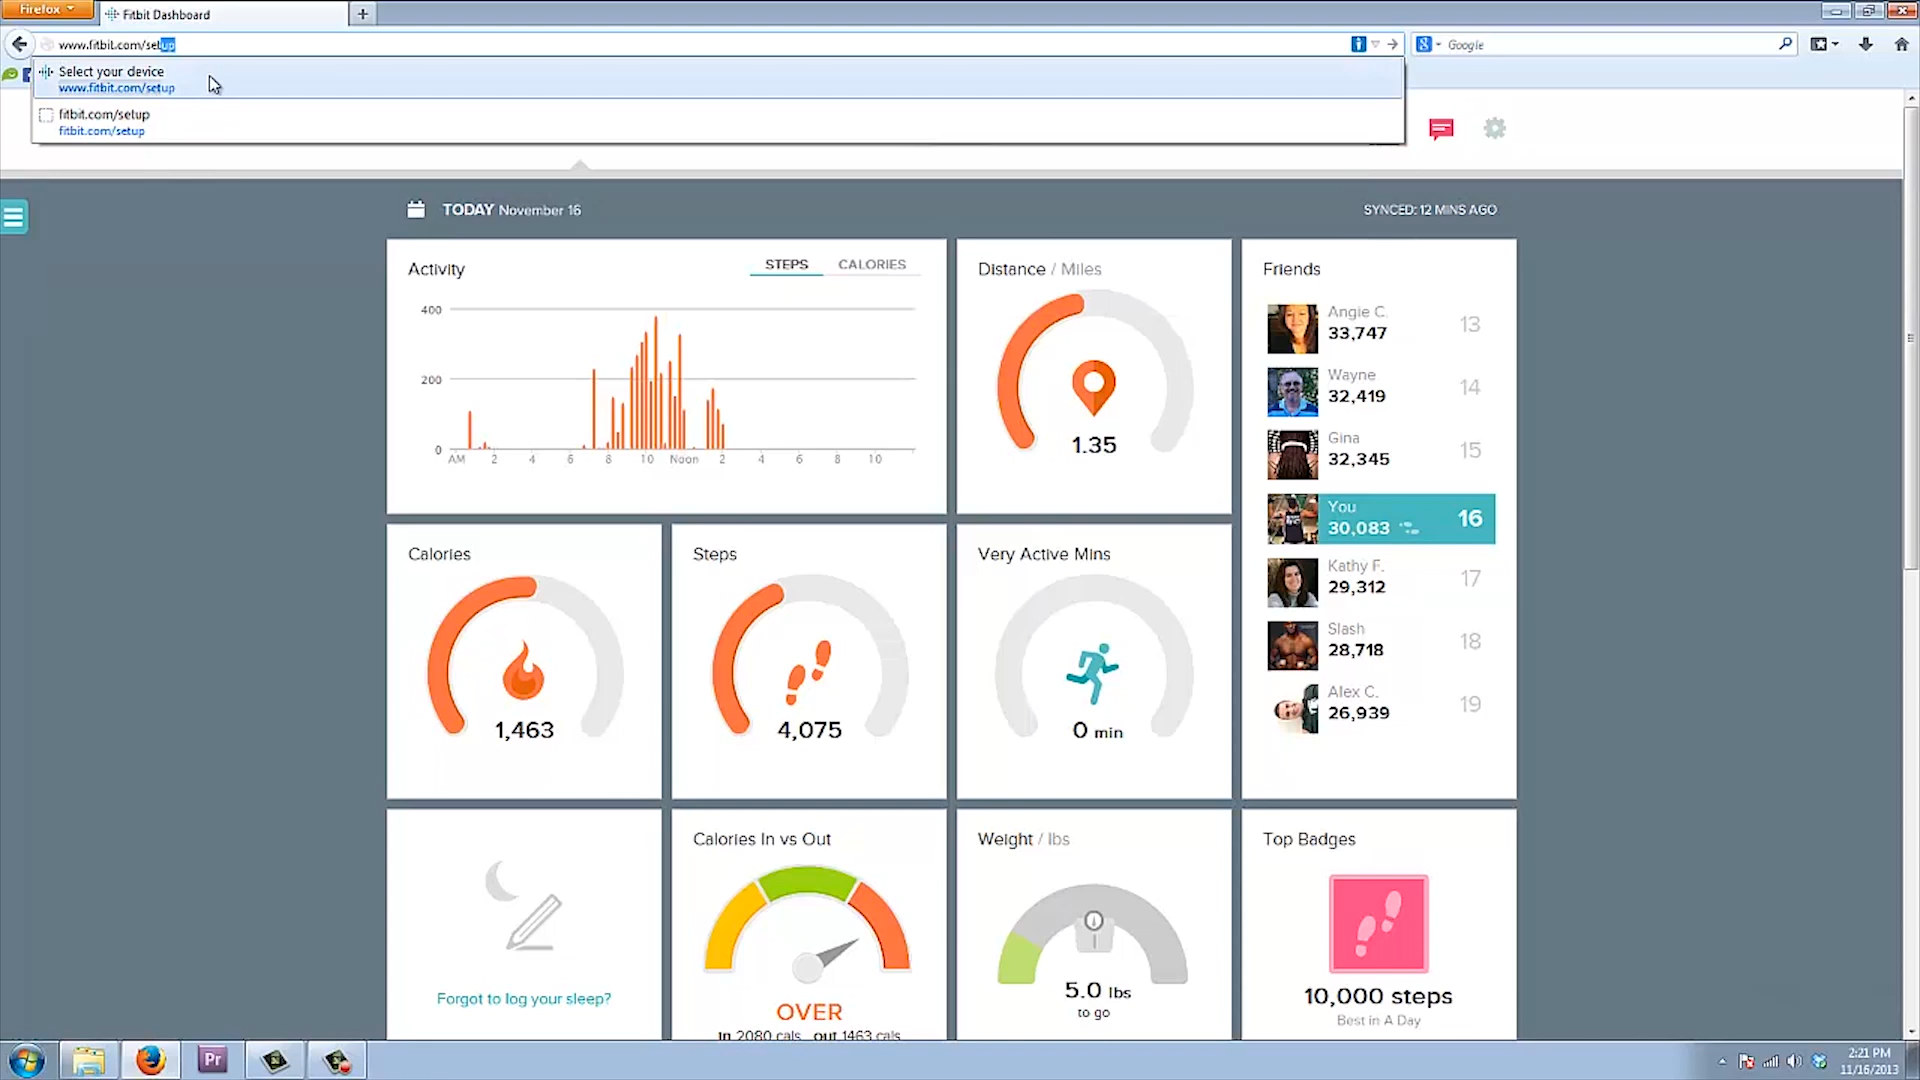 Firefox
Fitbit Dashboard
www.fitbit.com/setup
Google
Select your device
www.fitbit.com/setup
fitbit.com/setup
fitbit.com/setup
TODAY November 16
SYNCED: 12 MINS AGO
Activity
STEPS CALORIES
400
200
0
AM 2 4 6 8 10 Noon 2 4 6 8 10
Distance / Miles
1.35
Friends
Angie C.
33,747
13
Wayne
32,419
14
Gina
32,345
15
You
30,083
16
Kathy F.
29,312
17
Slash
28,718
18
Alex C.
26,939
19
Calories
1,463
Steps
4,075
Very Active Mins
0 min
Forgot to log your sleep?
Calories In vs Out
OVER
in 2080 cals out 1463 cals
Weight / lbs
5.0 lbs
to go
Top Badges
10,000 steps
Best in A Day
Pr
2:21 PM
11/16/2013